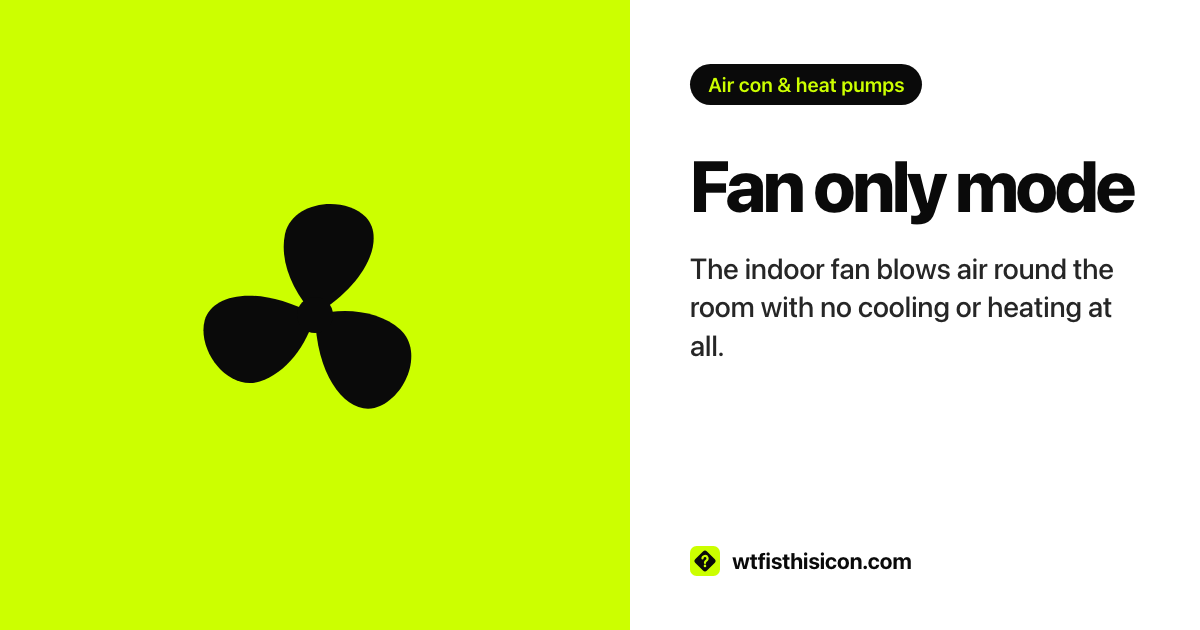 Air con & heat pumps
Fan only mode
The indoor fan blows air round the
room with no cooling or heating at
all.
?
wtfisthisicon.com